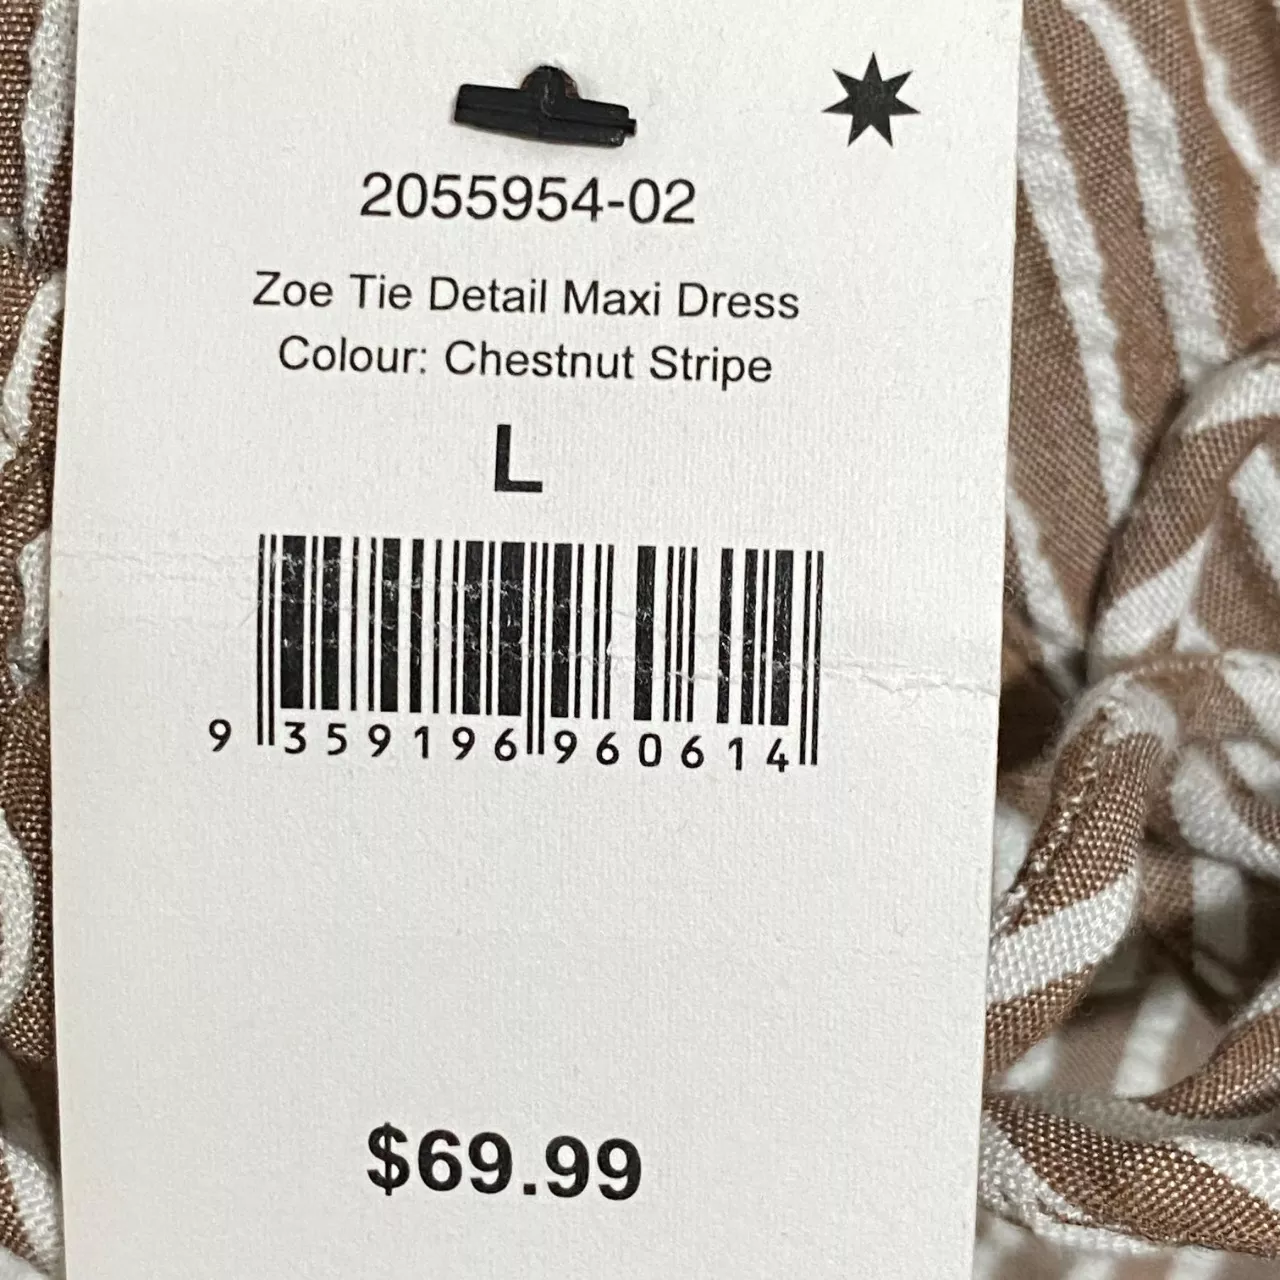 2055954-02
Zoe Tie Detail Maxi Dress
Colour: Chestnut Stripe
L
9 359196 960614
$69.99